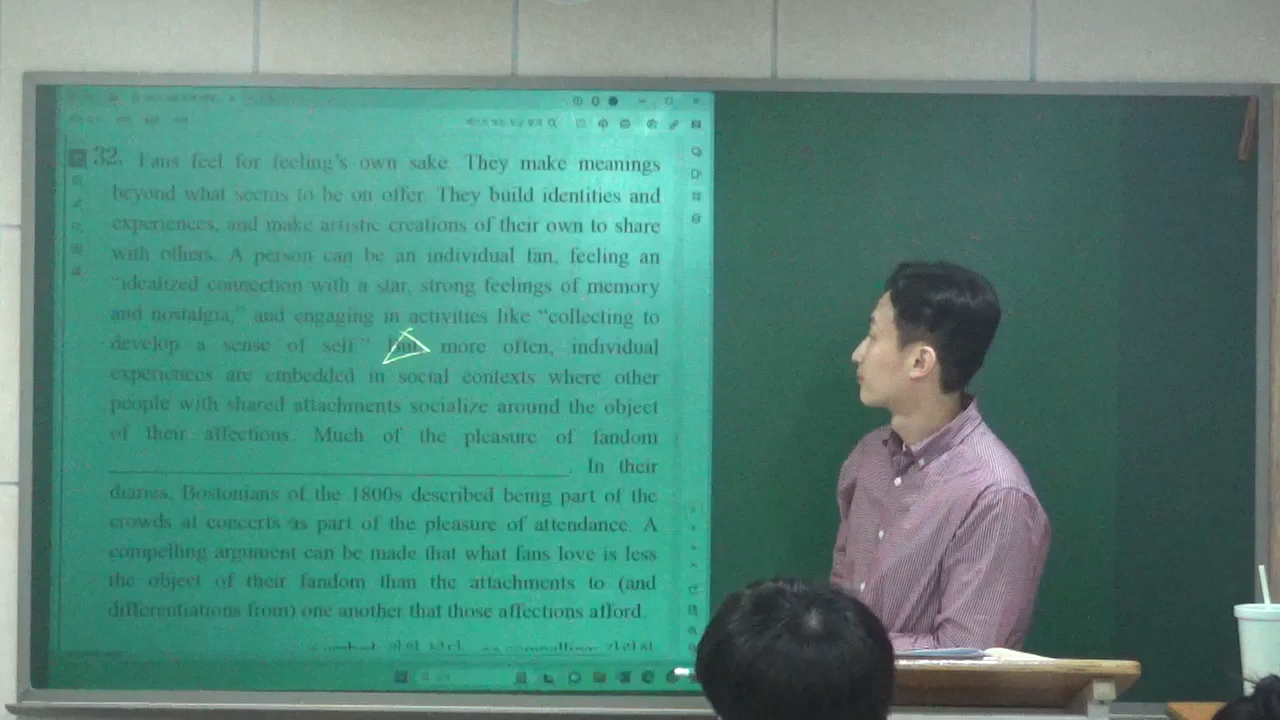 32. Fans feel for feeling's own sake. They make meanings
beyond what seems to be on offer. They build identities and
experiences, and make artistic creations of their own to share
with others. A person can be an individual fan, feeling an
"idealized connection with a star, strong feelings of memory
and nostalgia," and engaging in activities like "collecting to
develop a sense of self." But, more often, individual
experiences are embedded in social contexts where other
people with shared attachments socialize around the object
of their affections. Much of the pleasure of fandom
. In their
diaries, Bostonians of the 1800s described being part of the
crowds at concerts as part of the pleasure of attendance. A
compelling argument can be made that what fans love is less
the object of their fandom than the attachments to (and
differentiations from) one another that those affections afford.